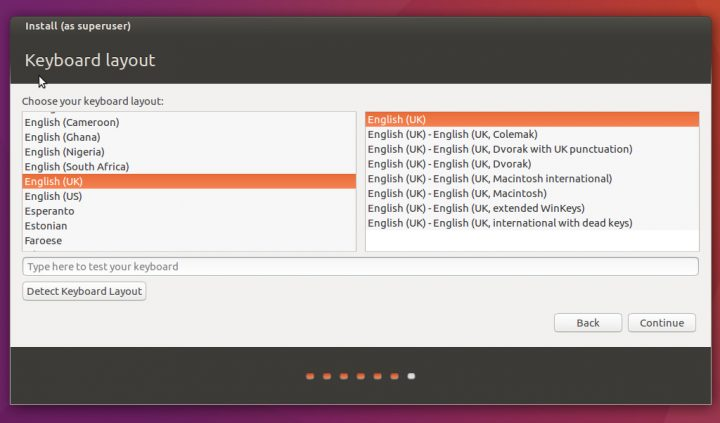 Install (as superuser)
Keyboard layout
Choose your keyboard layout:
English (Cameroon)
English (Ghana)
English (Nigeria)
English (South Africa)
English (UK)
English (US)
Esperanto
Estonian
Faroese
English (UK)
English (UK) - English (UK, Colemak)
English (UK) - English (UK, Dvorak with UK punctuation)
English (UK) - English (UK, Dvorak)
English (UK) - English (UK, Macintosh international)
English (UK) - English (UK, Macintosh)
English (UK) - English (UK, extended WinKeys)
English (UK) - English (UK, international with dead keys)
Type here to test your keyboard
Detect Keyboard Layout
Back
Continue